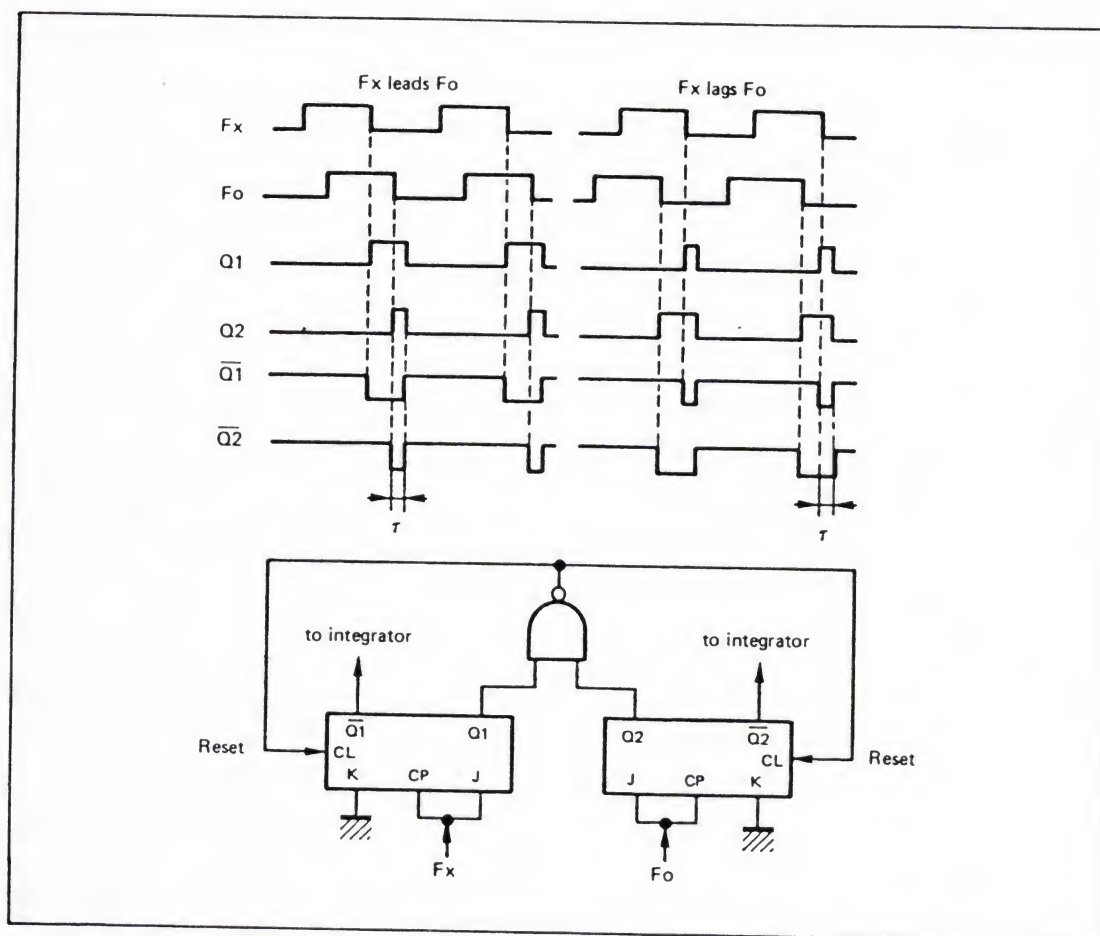 Fx leads Fo
Fx lags Fo
Fx
Fo
Q1
Q2
Q̅1̅
Q̅2̅
τ
τ
to integrator
to integrator
Q̅1̅ Q1
Q2 Q̅2̅
Reset
CL
CL
Reset
K CP J
J CP K
Fx
Fo